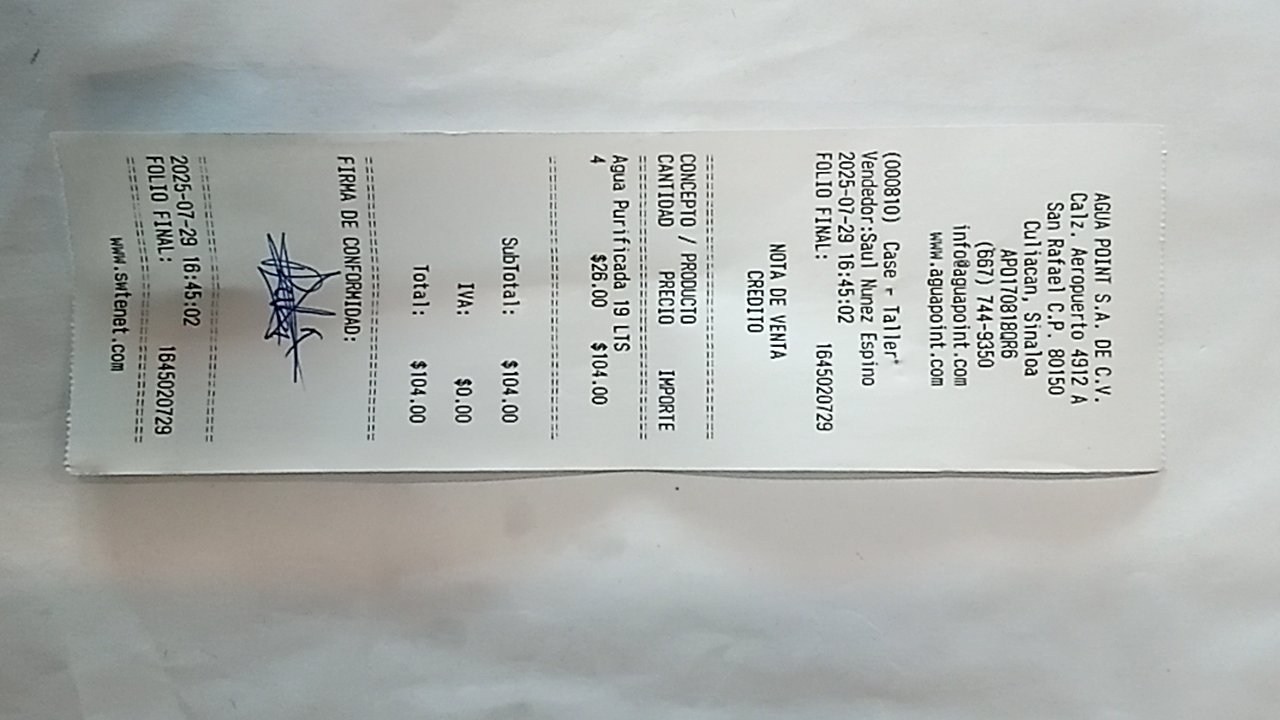 AGUA POINT S.A. DE C.V.
Calz. Aeropuerto 4912 A
San Rafael C.P. 80150
Culiacan, Sinaloa
APO170818QR6
(667) 744-9350
info@aguapoint.com
www.aguapoint.com
(000810) Case - Taller*
Vendedor:Saul Nunez Espino
2025-07-29 16:45:02
FOLIO FINAL: 1645020729
NOTA DE VENTA
CREDITO
==============================
CONCEPTO / PRODUCTO
CANTIDAD PRECIO IMPORTE
==============================
Agua Purificada 19 LTS
4 $26.00 $104.00
==============================
SubTotal: $104.00
IVA: $0.00
Total: $104.00
==============================
FIRMA DE CONFORMIDAD:
==============================
2025-07-29 16:45:02
FOLIO FINAL: 1645020729
==============================
www.swtenet.com